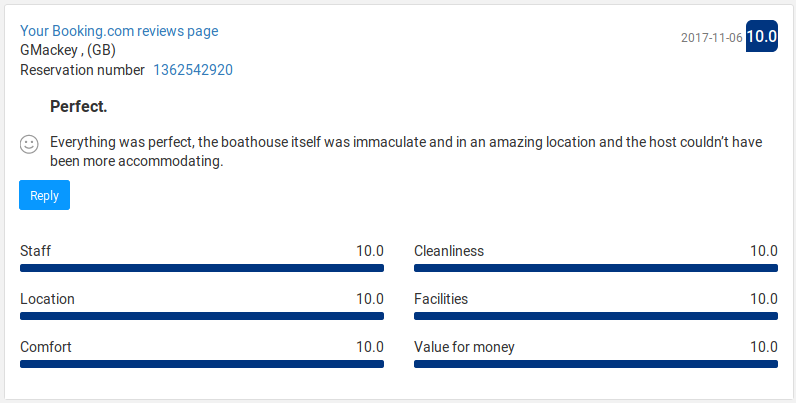 Your Booking.com reviews page
2017-11-06 10.0
GMackey , (GB)
Reservation number 1362542920
Perfect.
Everything was perfect, the boathouse itself was immaculate and in an amazing location and the host couldn’t have
been more accommodating.
Reply
Staff 10.0
Cleanliness 10.0
Location 10.0
Facilities 10.0
Comfort 10.0
Value for money 10.0